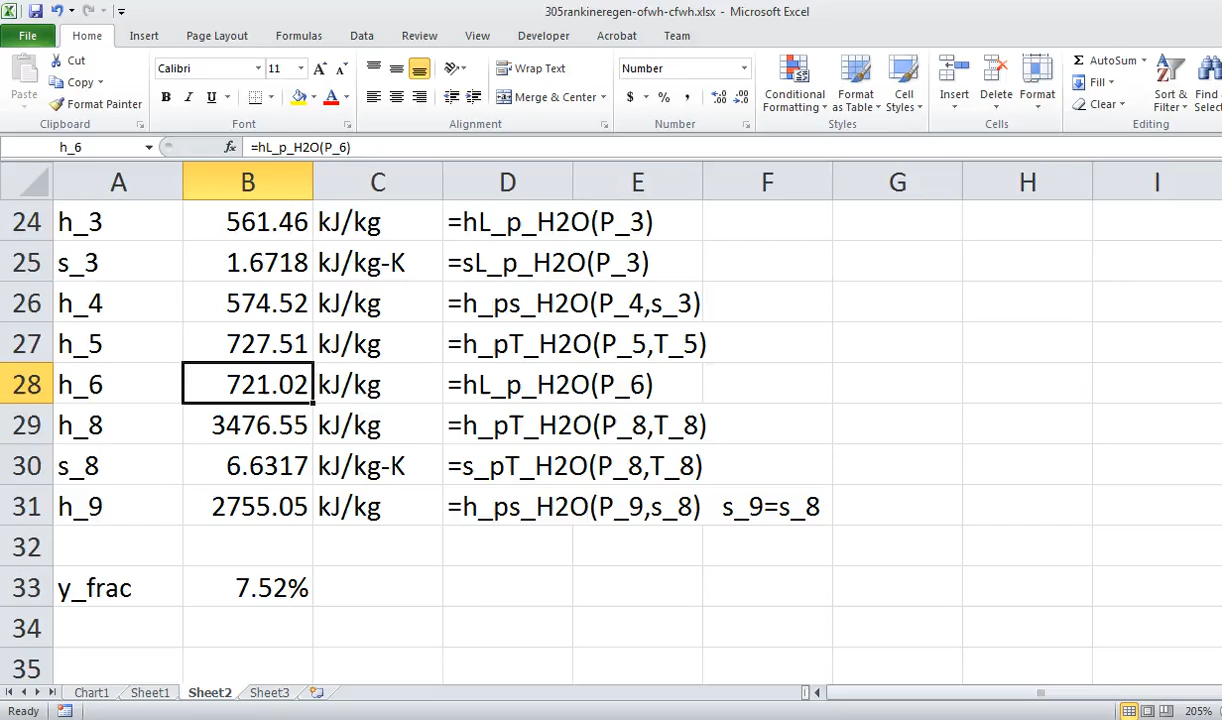 305rankineregen-ofwh-cfwh.xlsx - Microsoft Excel
File Home Insert Page Layout Formulas Data Review View Developer Acrobat Team
Cut
Copy
Format Painter
Paste
Clipboard
Calibri 11
B I U
Font
Wrap Text
Merge & Center
Alignment
Number
$ % ,
Number
Conditional Formatting
Format as Table
Cell Styles
Styles
Insert Delete Format
Cells
AutoSum
Fill
Clear
Sort & Filter
Find
Selec
Editing
h_6 fx =hL_p_H2O(P_6)
A B C D E F G H I
24 h_3 561.46 kJ/kg =hL_p_H2O(P_3)
25 s_3 1.6718 kJ/kg-K =sL_p_H2O(P_3)
26 h_4 574.52 kJ/kg =h_ps_H2O(P_4,s_3)
27 h_5 727.51 kJ/kg =h_pT_H2O(P_5,T_5)
28 h_6 721.02 kJ/kg =hL_p_H2O(P_6)
29 h_8 3476.55 kJ/kg =h_pT_H2O(P_8,T_8)
30 s_8 6.6317 kJ/kg-K =s_pT_H2O(P_8,T_8)
31 h_9 2755.05 kJ/kg =h_ps_H2O(P_9,s_8) s_9=s_8
32
33 y_frac 7.52%
34
35
Chart1 Sheet1 Sheet2 Sheet3
Ready 205%